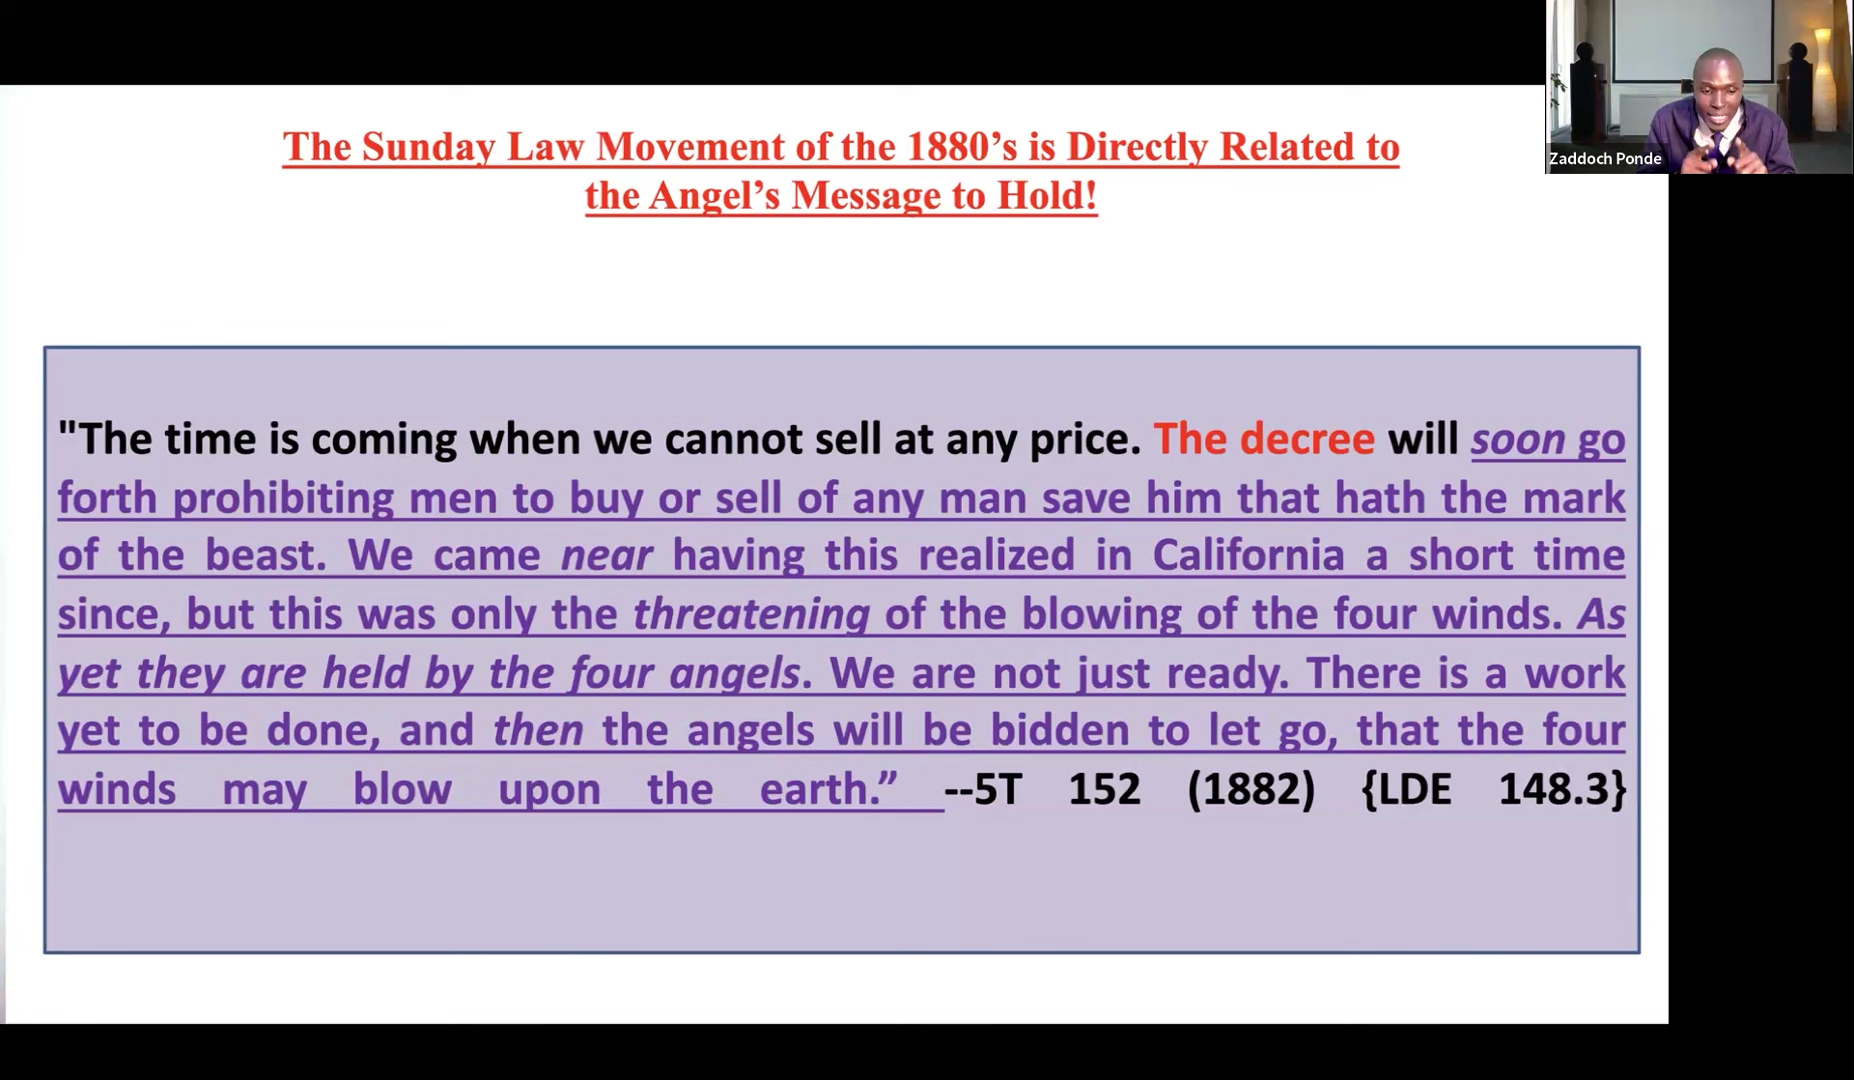 Zaddoch Ponde
The Sunday Law Movement of the 1880’s is Directly Related to
the Angel’s Message to Hold!
"The time is coming when we cannot sell at any price. The decree will soon go
forth prohibiting men to buy or sell of any man save him that hath the mark
of the beast. We came near having this realized in California a short time
since, but this was only the threatening of the blowing of the four winds. As
yet they are held by the four angels. We are not just ready. There is a work
yet to be done, and then the angels will be bidden to let go, that the four
winds may blow upon the earth.” --5T 152 (1882) {LDE 148.3}